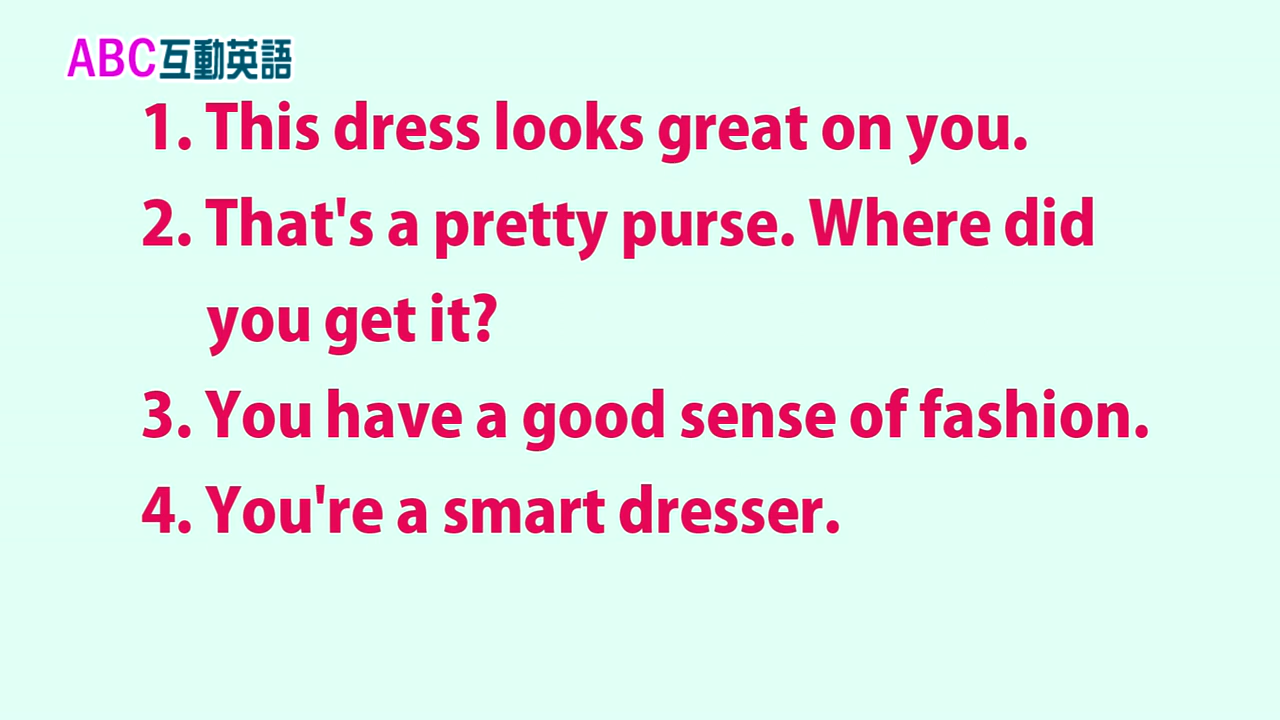 ABC互動英語
1. This dress looks great on you.
2. That's a pretty purse. Where did
you get it?
3. You have a good sense of fashion.
4. You're a smart dresser.